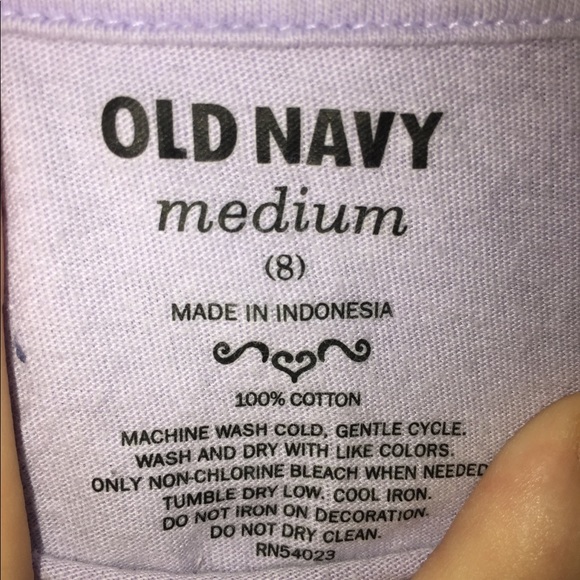 OLD NAVY
medium
(8)
MADE IN INDONESIA
100% COTTON
MACHINE WASH COLD, GENTLE CYCLE.
WASH AND DRY WITH LIKE COLORS.
ONLY NON-CHLORINE BLEACH WHEN NEEDED
TUMBLE DRY LOW. COOL IRON.
DO NOT IRON ON DECORATION.
DO NOT DRY CLEAN.
RN54023